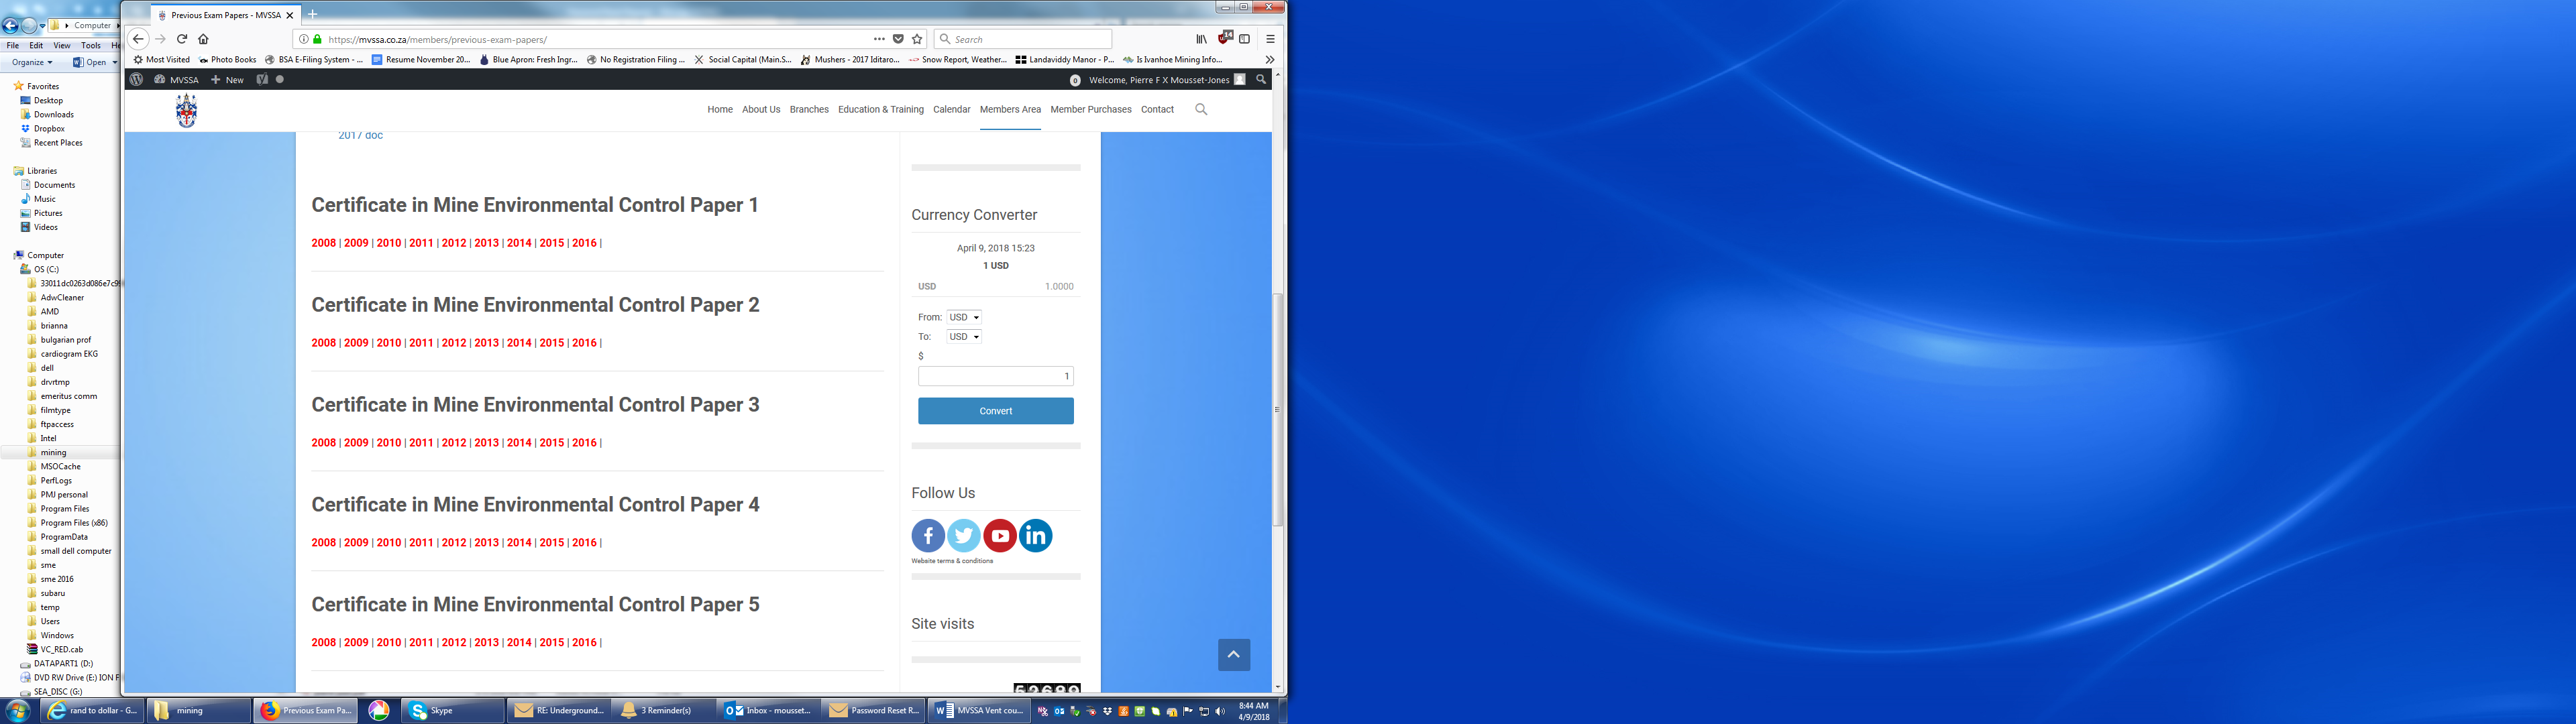 Previous Exam Papers - MVSSA
Computer
https://mvssa.co.za/members/previous-exam-papers/
Search
File Edit View Tools
Organize Open
Most Visited Photo Books BSA E-Filing System - ... Resume November 20... Blue Apron: Fresh Ingr... No Registration Filing ... Social Capital (Main.S... Mushers - 2017 Iditaro... Snow Report, Weather... Landaviddy Manor - P... Is Ivanhoe Mining Info...
MVSSA New 0 Welcome, Pierre F X Mousset-Jones
Home About Us Branches Education & Training Calendar Members Area Member Purchases Contact
Favorites
Desktop
Downloads
Dropbox
Recent Places
Libraries
Documents
Music
Pictures
Videos
Computer
OS (C:)
33011dc0263d086e7c99
AdwCleaner
AMD
brianna
bulgarian prof
cardiogram EKG
dell
drvrtmp
emeritus comm
filmtype
ftpaccess
Intel
mining
MSOCache
PerfLogs
PMJ personal
Program Files
Program Files (x86)
ProgramData
small dell computer
sme
sme 2016
subaru
temp
Users
Windows
VC_RED.cab
DATAPART1 (D:)
DVD RW Drive (E:) ION F
SEA_DISC (G:)
2017 doc
Certificate in Mine Environmental Control Paper 1
2008 | 2009 | 2010 | 2011 | 2012 | 2013 | 2014 | 2015 | 2016 |
Certificate in Mine Environmental Control Paper 2
2008 | 2009 | 2010 | 2011 | 2012 | 2013 | 2014 | 2015 | 2016 |
Certificate in Mine Environmental Control Paper 3
2008 | 2009 | 2010 | 2011 | 2012 | 2013 | 2014 | 2015 | 2016 |
Certificate in Mine Environmental Control Paper 4
2008 | 2009 | 2010 | 2011 | 2012 | 2013 | 2014 | 2015 | 2016 |
Certificate in Mine Environmental Control Paper 5
2008 | 2009 | 2010 | 2011 | 2012 | 2013 | 2014 | 2015 | 2016 |
Currency Converter
April 9, 2018 15:23
1 USD
USD 1.0000
From: USD
To: USD
$
1
Convert
Follow Us
Website terms & conditions
Site visits
rand to dollar - G... mining Previous Exam Pa... Skype RE: Underground... 3 Reminder(s) Inbox - mousset... Password Reset R... MVSSA Vent cou...
8:44 AM
4/9/2018